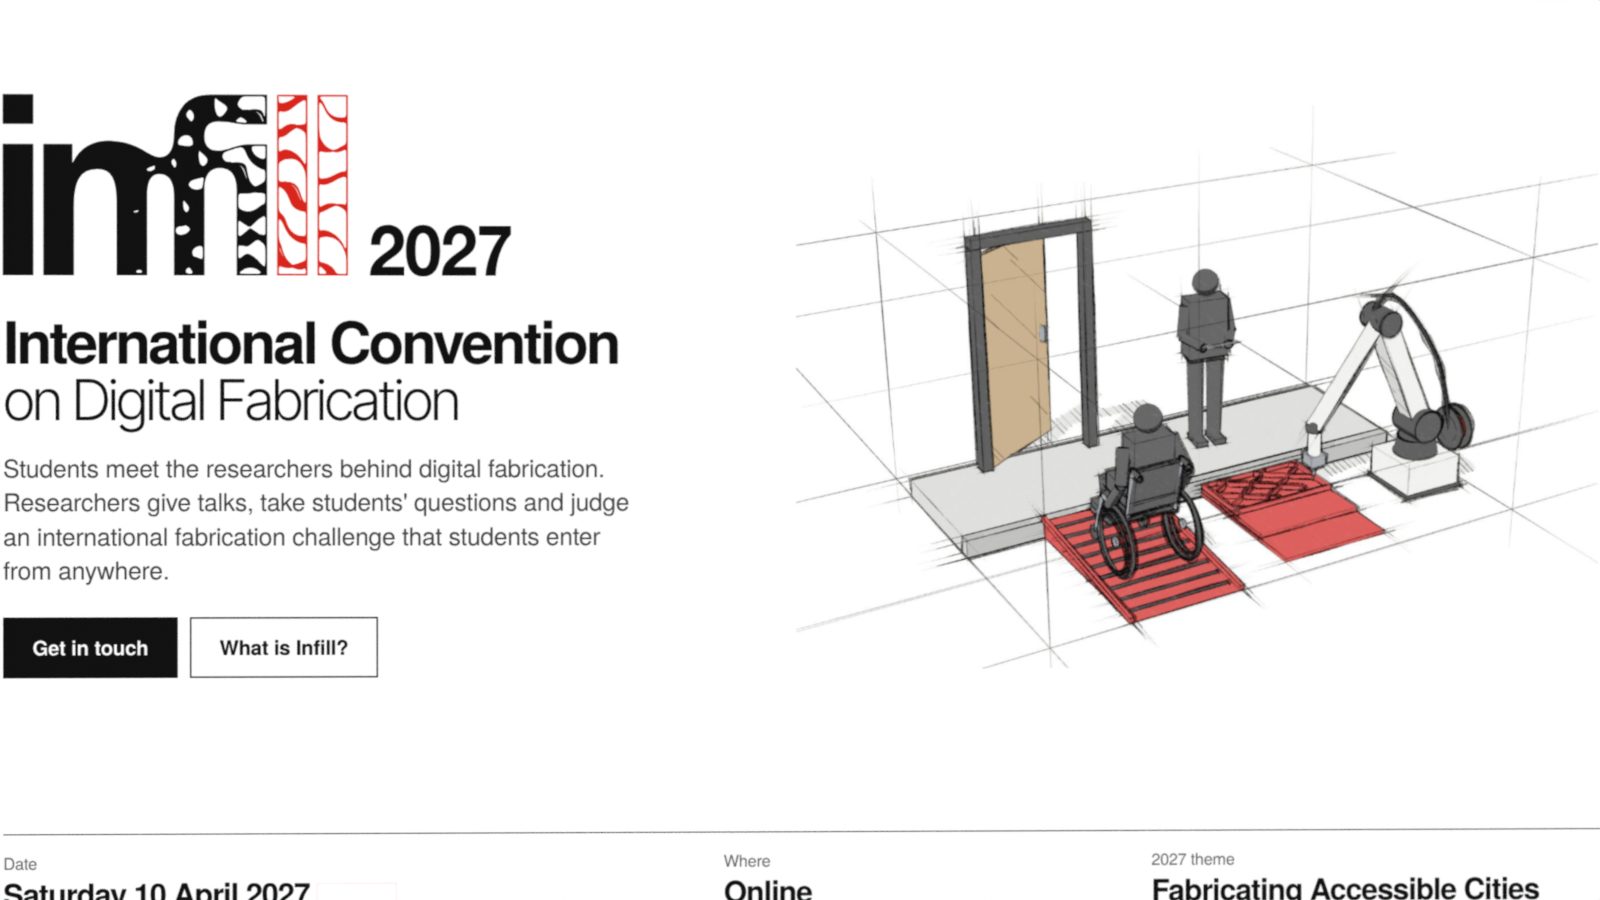 infill 2027
International Convention
on Digital Fabrication
Students meet the researchers behind digital fabrication.
Researchers give talks, take students' questions and judge
an international fabrication challenge that students enter
from anywhere.
Get in touch
What is Infill?
Date
Saturday 10 April 2027
Where
Online
2027 theme
Fabricating Accessible Cities